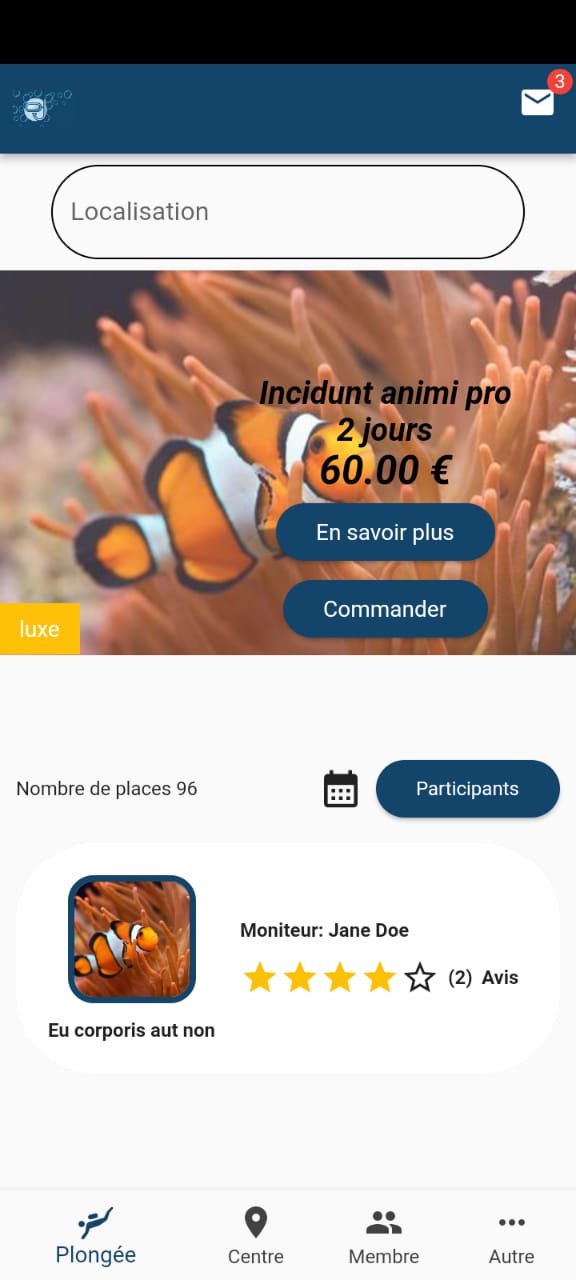 3
Localisation
Incidunt animi pro
2 jours
60.00 €
En savoir plus
Commander
luxe
Nombre de places 96
Participants
Moniteur: Jane Doe
(2) Avis
Eu corporis aut non
Plongée
Centre
Membre
Autre